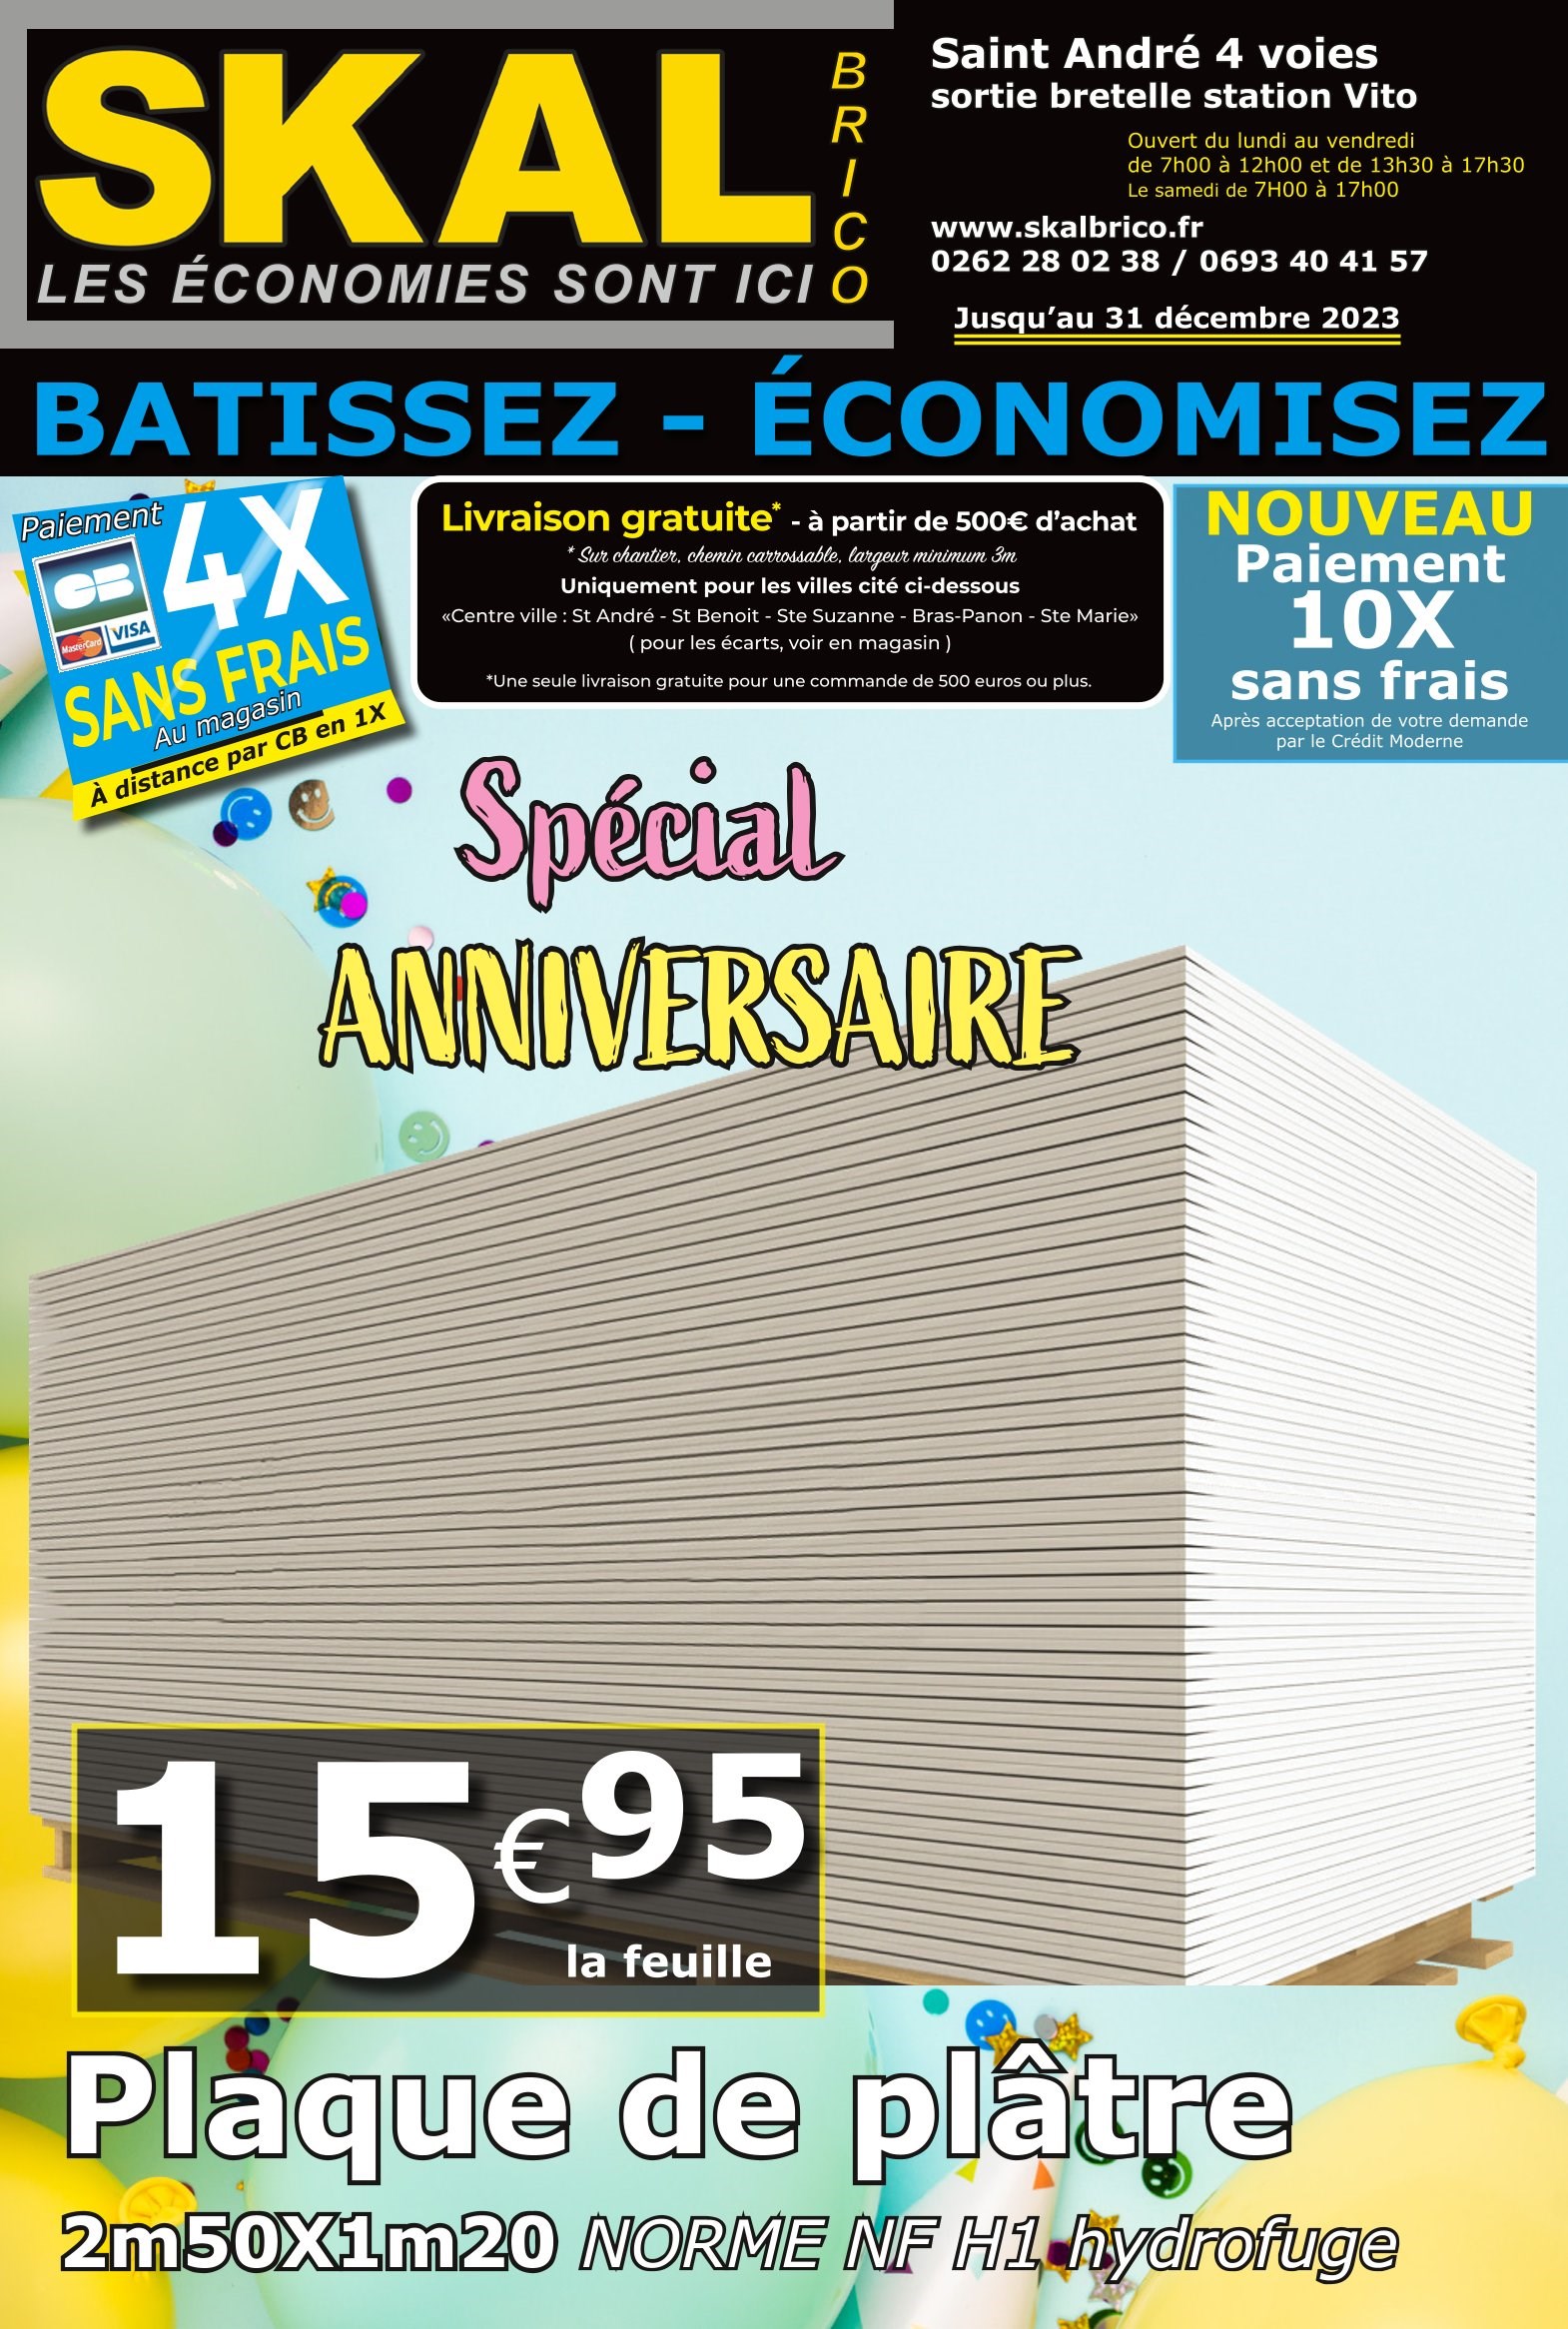 SKAL
BRICO
LES ÉCONOMIES SONT ICI
Saint André 4 voies
sortie bretelle station Vito
Ouvert du lundi au vendredi
de 7h00 à 12h00 et de 13h30 à 17h30
Le samedi de 7H00 à 17h00
www.skalbrico.fr
0262 28 02 38 / 0693 40 41 57
Jusqu'au 31 décembre 2023
BATISSEZ - ÉCONOMISEZ
Paiement
4X
CB
MasterCard
VISA
SANS FRAIS
Au magasin
À distance par CB en 1X
Livraison gratuite* - à partir de 500€ d'achat
* Sur chantier, chemin carrossable, largeur minimum 3m
Uniquement pour les villes cité ci-dessous
«Centre ville : St André - St Benoit - Ste Suzanne - Bras-Panon - Ste Marie»
( pour les écarts, voir en magasin )
*Une seule livraison gratuite pour une commande de 500 euros ou plus.
NOUVEAU
Paiement
10X
sans frais
Après acceptation de votre demande
par le Crédit Moderne
Spécial
ANNIVERSAIRE
15€95
la feuille
Plaque de plâtre
2m50X1m20 NORME NF H1 hydrofuge